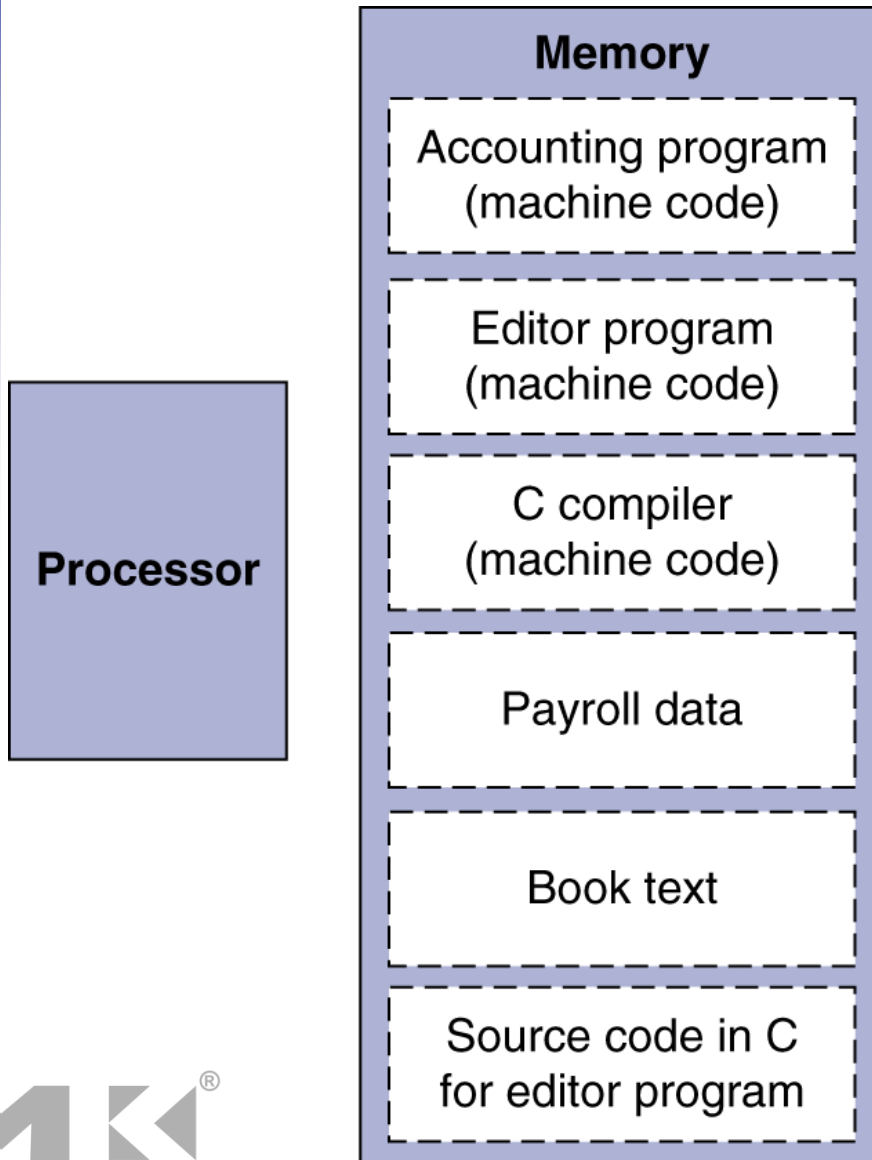 Memory
Accounting program
(machine code)
Editor program
(machine code)
C compiler
(machine code)
Processor
Payroll data
Book text
Source code in C
for editor program
®